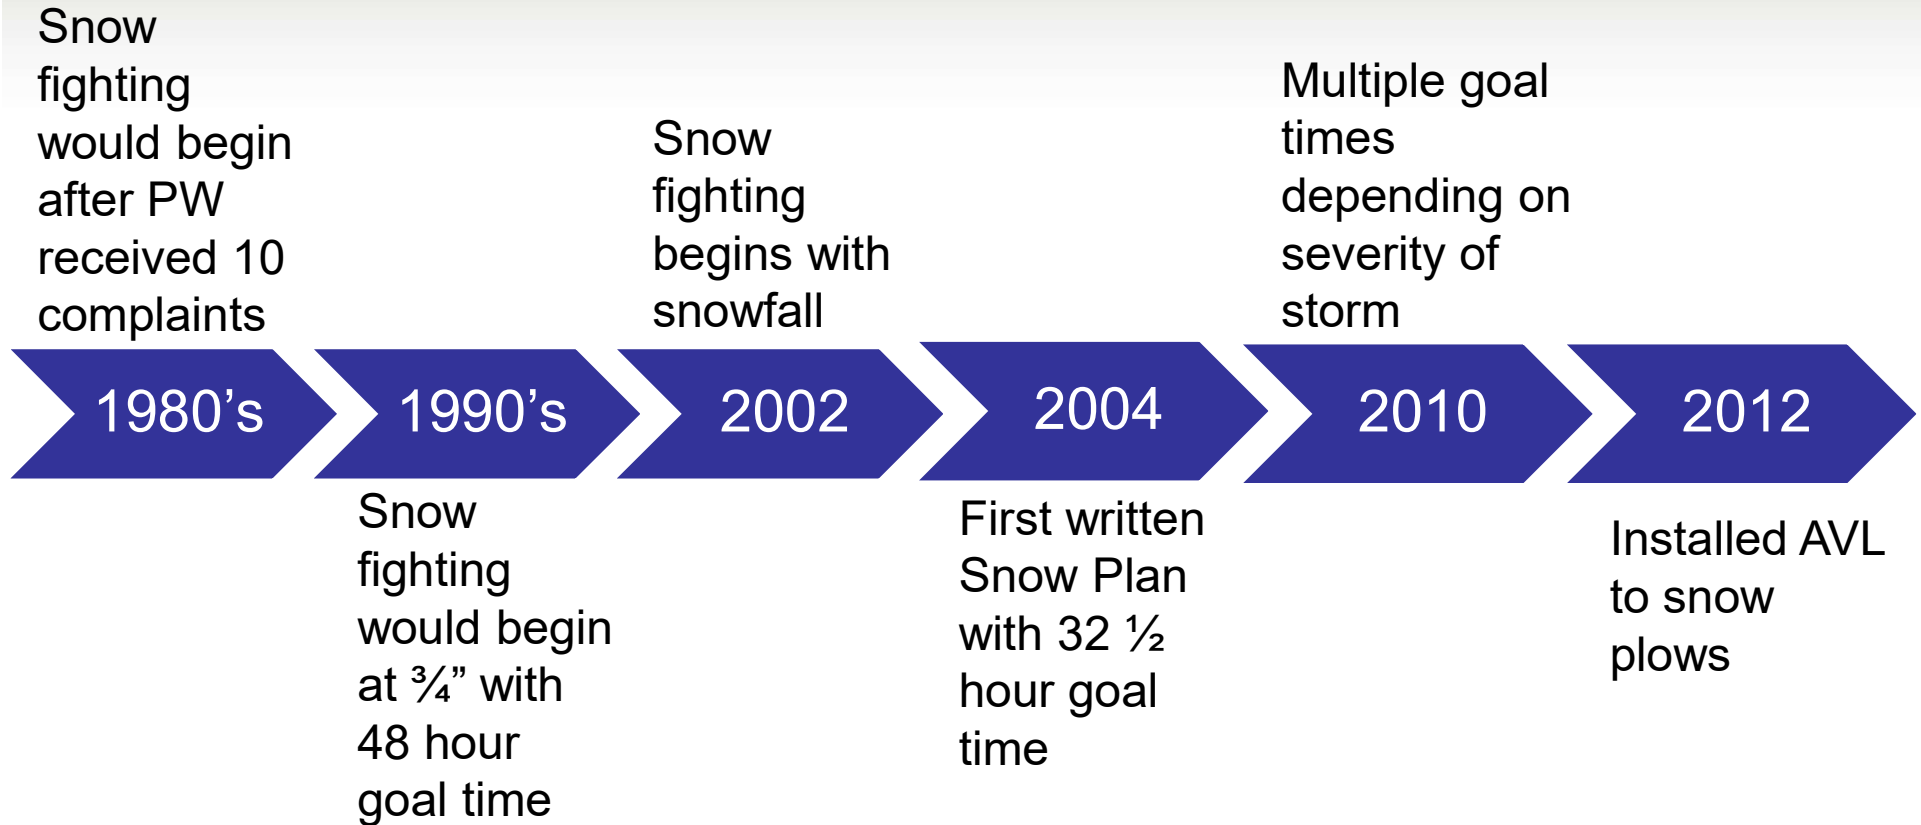 Snow
fighting
would begin
after PW
received 10
complaints
Snow
fighting
begins with
snowfall
Multiple goal
times
depending on
severity of
storm
1980’s
1990’s
2002
2004
2010
2012
Snow
fighting
would begin
at ¾” with
48 hour
goal time
First written
Snow Plan
with 32 ½
hour goal
time
Installed AVL
to snow
plows